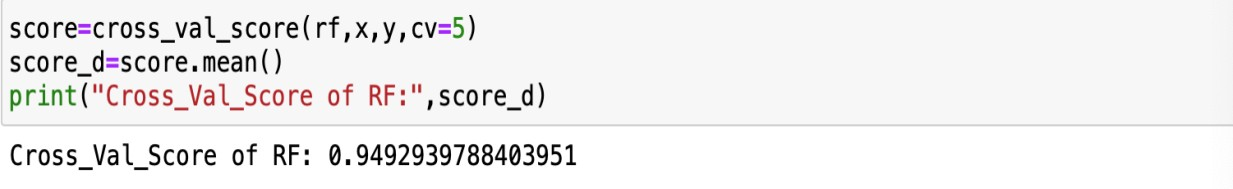 score=cross_val_score(rf,x,y,cv=5)
score_d=score.mean()
print("Cross_Val_Score of RF:",score_d)
Cross_Val_Score of RF: 0.9492939788403951